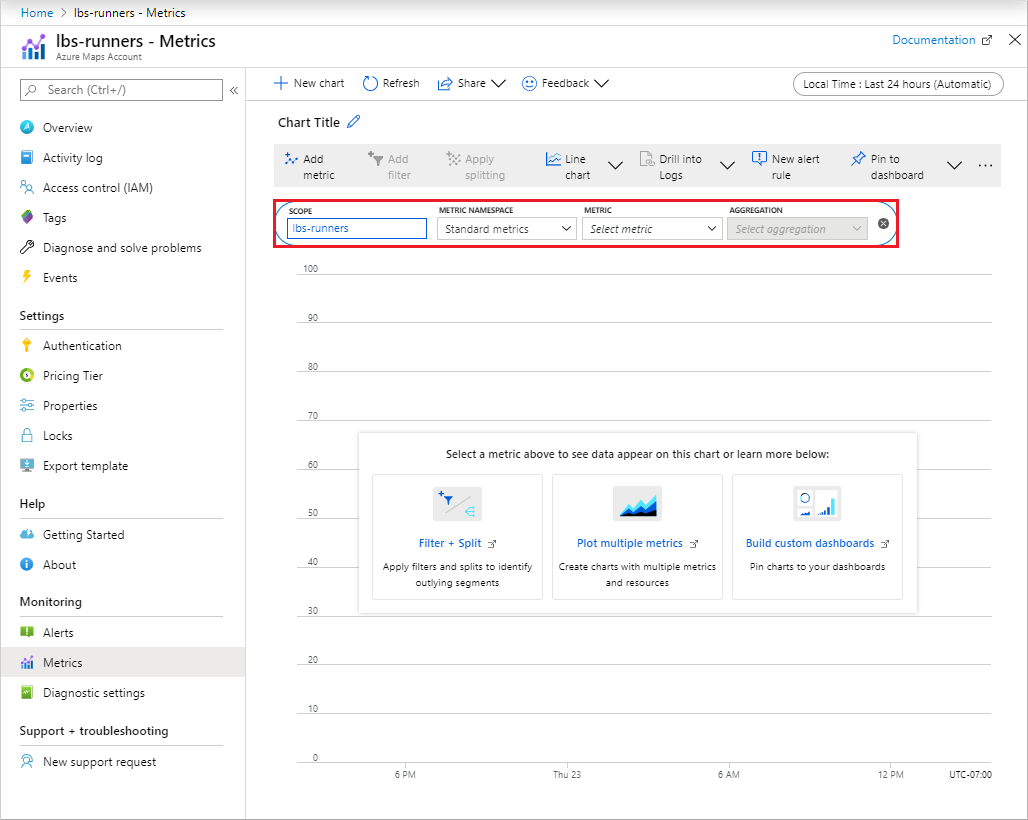 Home > lbs-runners - Metrics
lbs-runners - Metrics
Azure Maps Account
Documentation
Search (Ctrl+/)
«
Overview
Activity log
Access control (IAM)
Tags
Diagnose and solve problems
Events
Settings
Authentication
Pricing Tier
Properties
Locks
Export template
Help
Getting Started
About
Monitoring
Alerts
Metrics
Diagnostic settings
Support + troubleshooting
New support request
New chart
Refresh
Share
Feedback
Local Time : Last 24 hours (Automatic)
Chart Title
Add
metric
Add
filter
Apply
splitting
Line
chart
Drill into
Logs
New alert
rule
Pin to
dashboard
...
SCOPE
lbs-runners
METRIC NAMESPACE
Standard metrics
METRIC
Select metric
AGGREGATION
Select aggregation
100
90
80
70
60
50
40
30
20
10
0
Select a metric above to see data appear on this chart or learn more below:
Filter + Split
Apply filters and splits to identify
outlying segments
Plot multiple metrics
Create charts with multiple metrics
and resources
Build custom dashboards
Pin charts to your dashboards
6 PM
Thu 23
6 AM
12 PM
UTC-07:00